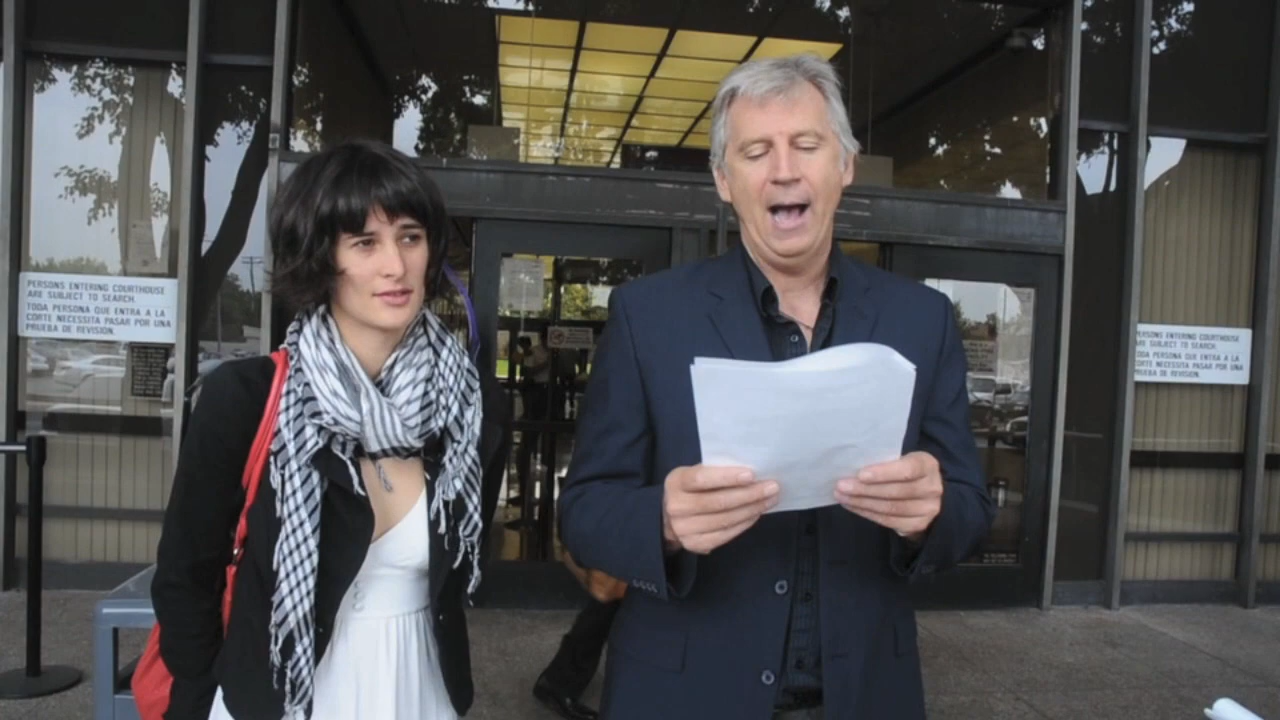 PERSONS ENTERING COURTHOUSE
ARE SUBJECT TO SEARCH.
TODA PERSONA QUE ENTRA A LA
CORTE NECESSITA PASAR POR UNA
PRUEBA DE REVISION.
PERSONS ENTERING COURTHOUSE
ARE SUBJECT TO SEARCH.
TODA PERSONA QUE ENTRA A LA
CORTE NECESSITA PASAR POR UNA
PRUEBA DE REVISION.